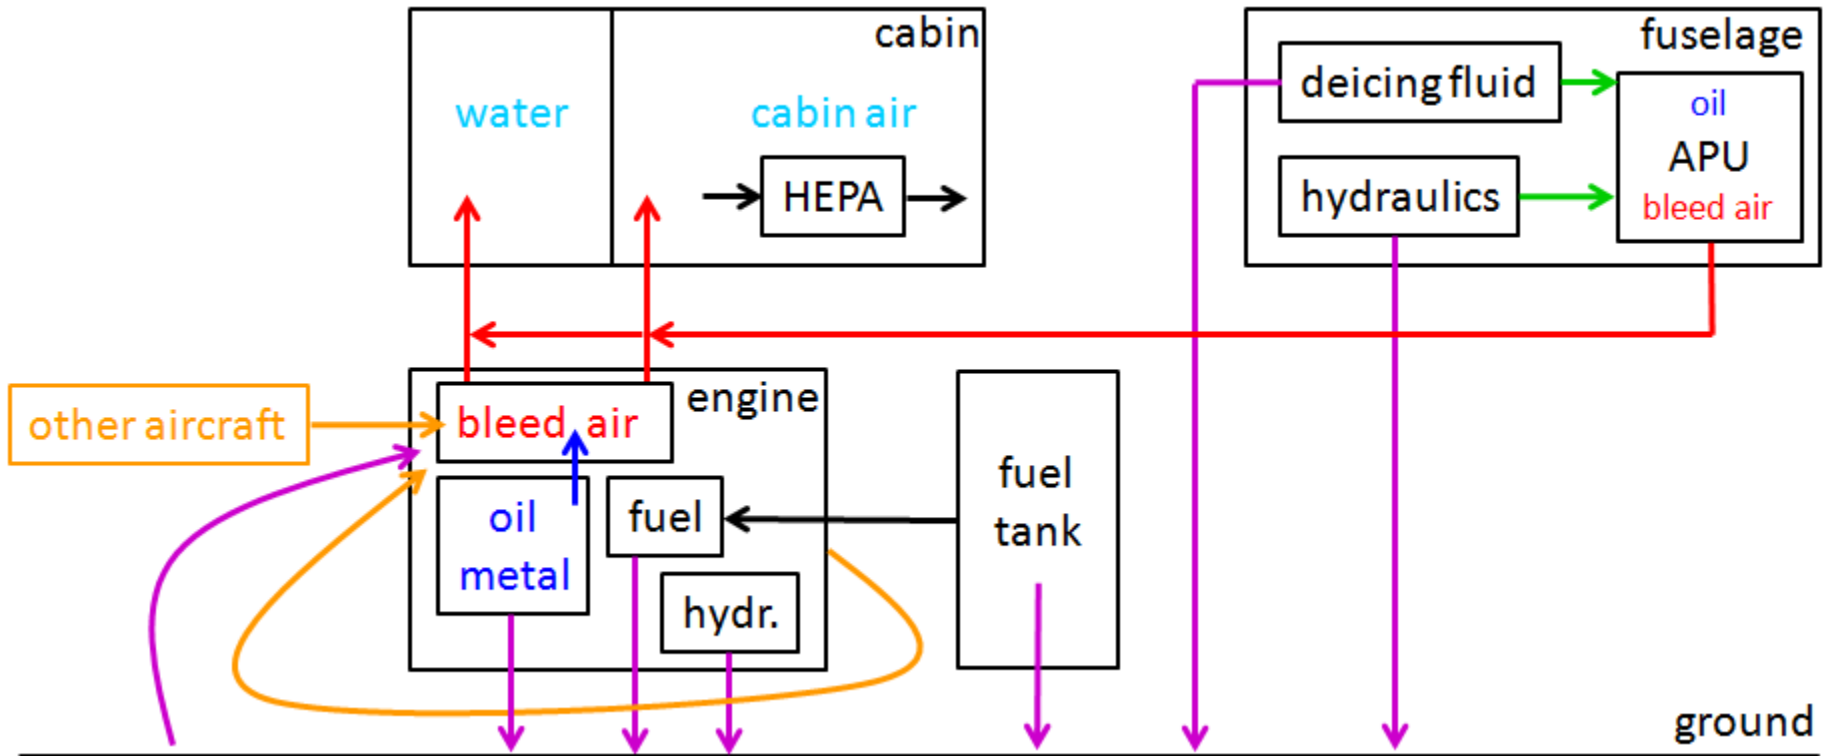 cabin
water
cabin air
HEPA
fuselage
deicing fluid
hydraulics
oil
APU
bleed air
other aircraft
engine
bleed air
oil
metal
fuel
hydr.
fuel
tank
ground